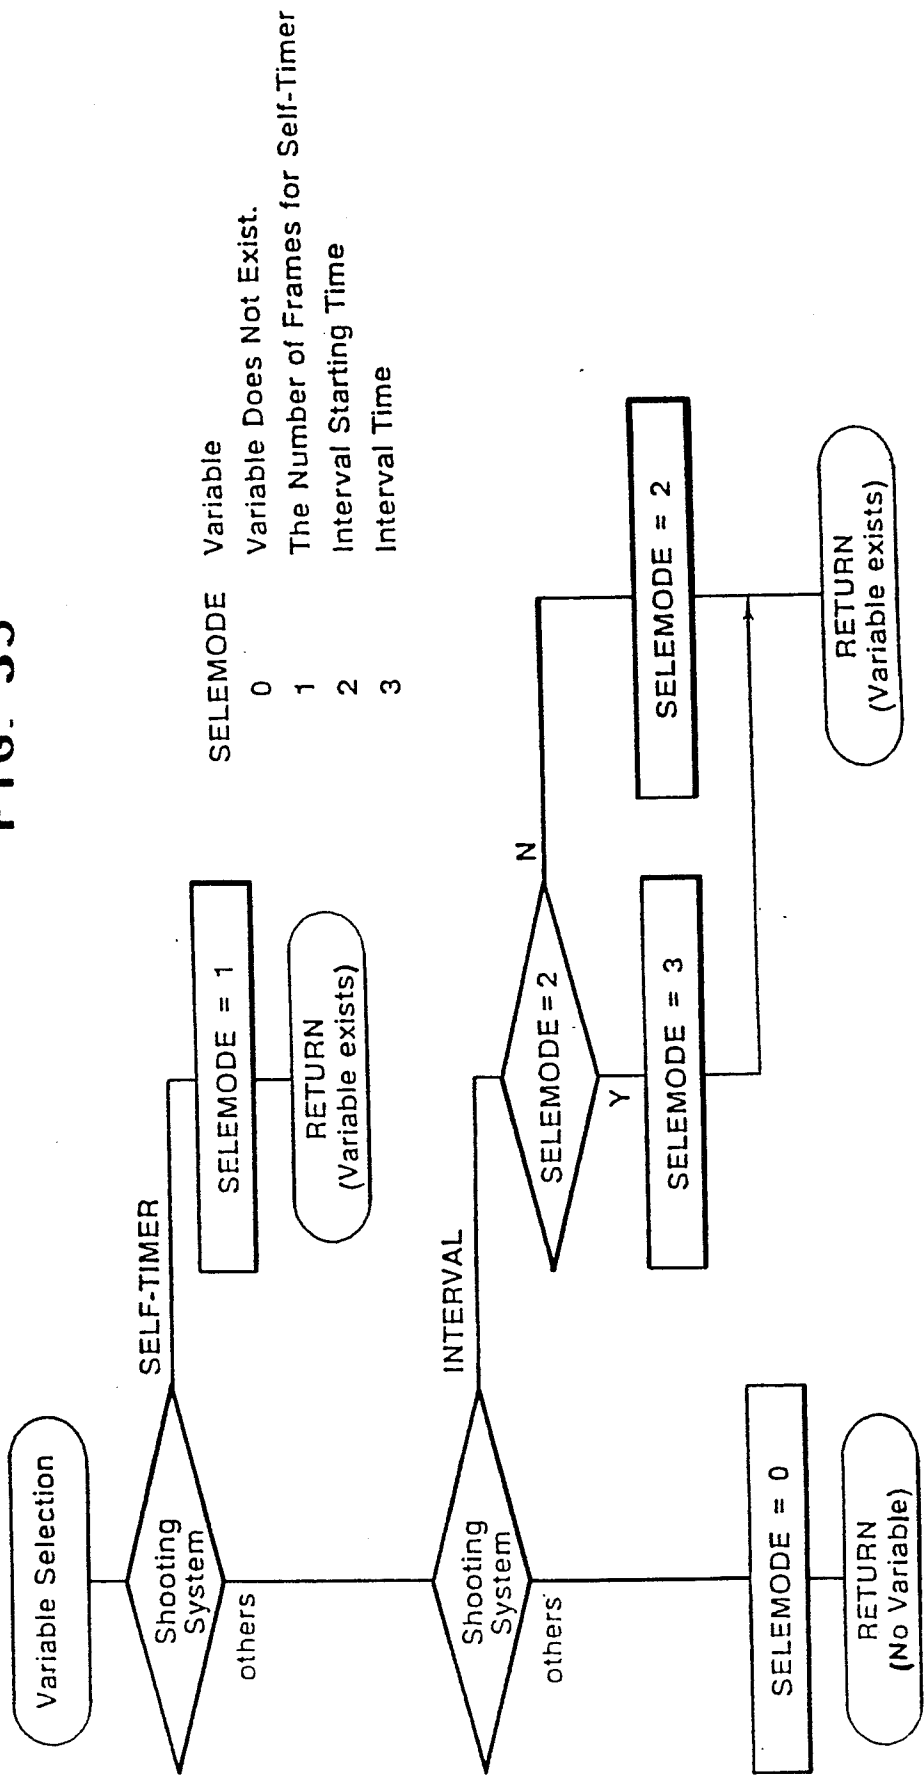 FIG. 35
Variable Selection
Shooting
System
SELF-TIMER
others
SELEMODE = 1
RETURN
(Variable exists)
SELEMODE Variable
0 Variable Does Not Exist.
1 The Number of Frames for Self-Timer
2 Interval Starting Time
3 Interval Time
Shooting
System
INTERVAL
others
SELEMODE = 2
N
Y
SELEMODE = 3
SELEMODE = 2
RETURN
(Variable exists)
SELEMODE = 0
RETURN
(No Variable)